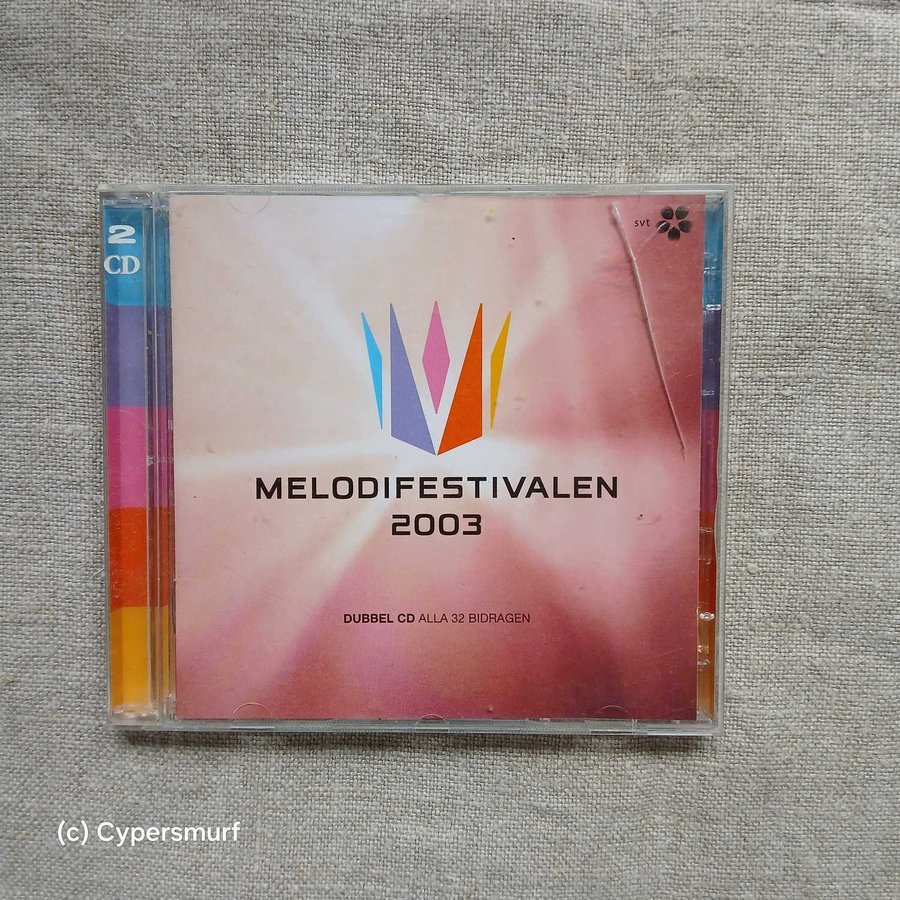 2
CD
svt
MELODIFESTIVALEN
2003
DUBBEL CD ALLA 32 BIDRAGEN
(c) Cypersmurf